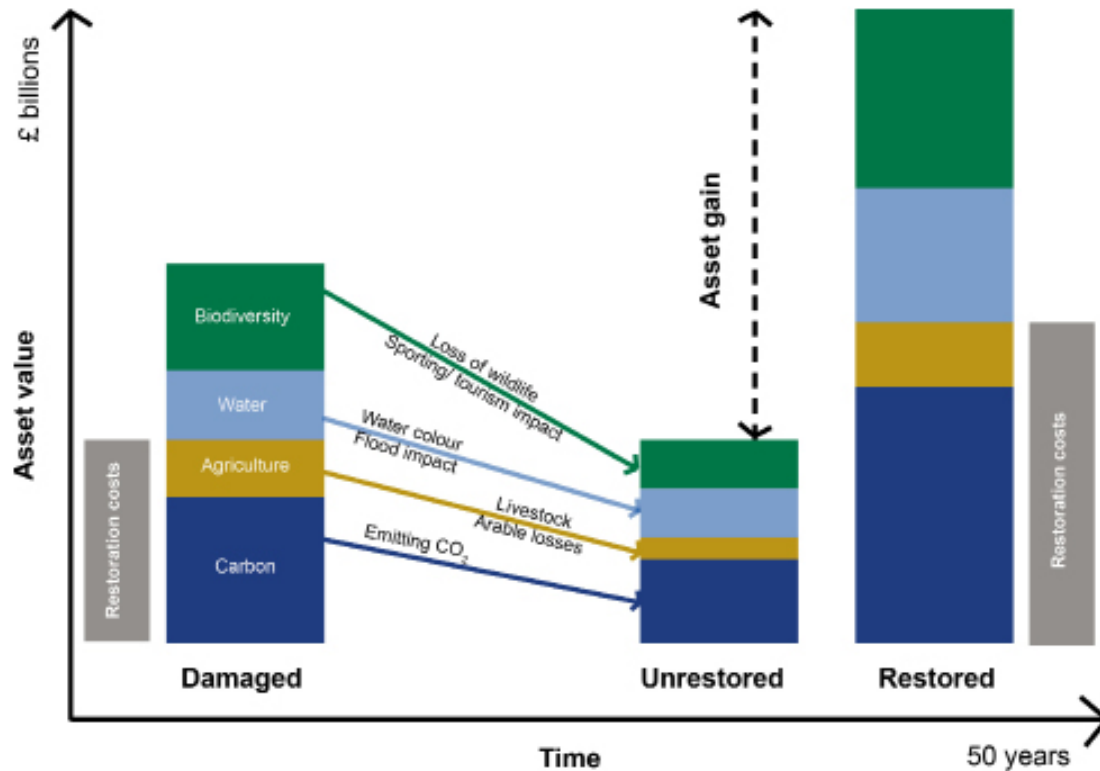 £ billions
Asset value
Restoration costs
Biodiversity
Water
Agriculture
Carbon
Loss of wildlife
Sporting/ tourism impact
Water colour
Flood impact
Livestock
Arable losses
Emitting CO₂
Asset gain
Restoration costs
Damaged
Unrestored
Restored
Time
50 years